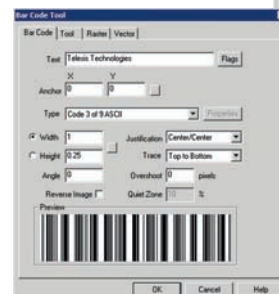 Bar Code Tool
Bar Code Tool Raster Vector
Text Telesis Technologies Flags
X Y
Anchor 0 0
Type Code 3 of 9 ASCII Properties
Width 1 Justification Center/Center
Height 0.25 Trace Top to Bottom
Angle 0 Overshoot 0 pixels
Reverse Image Quiet Zone 10 %
Preview
OK Cancel Help